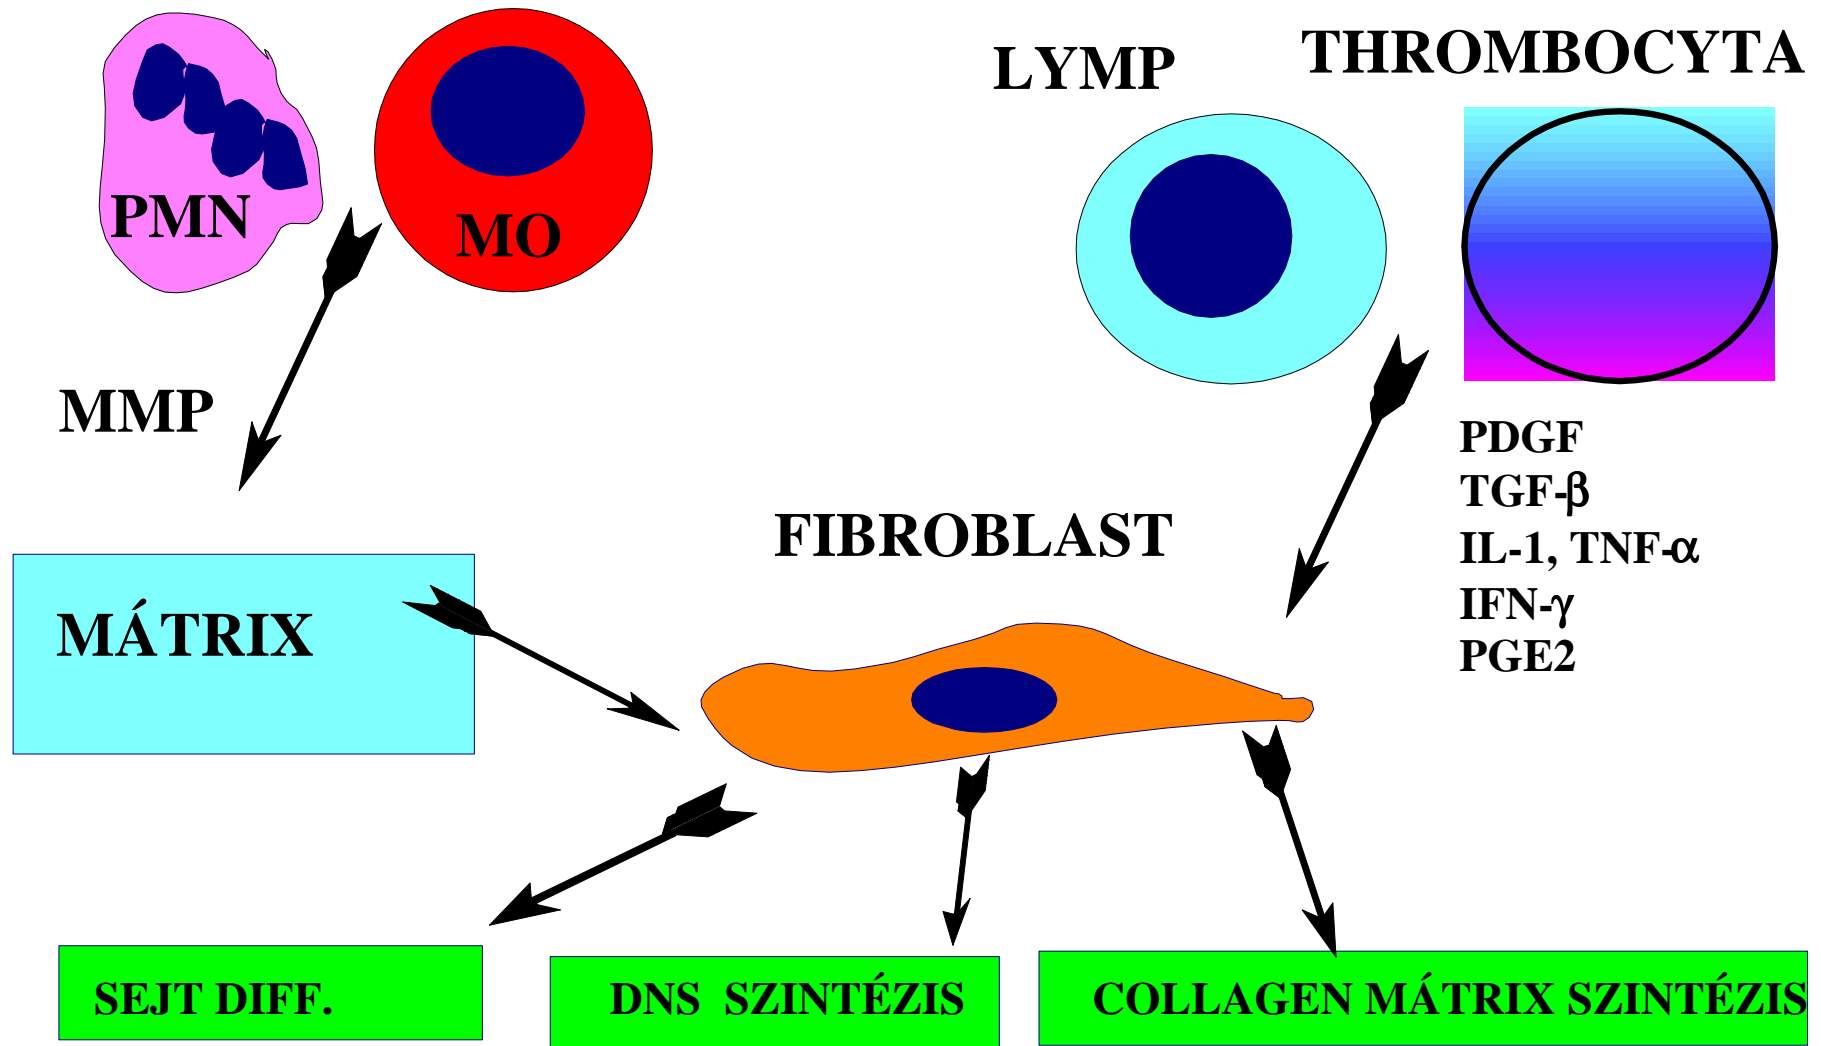 LYMP
THROMBOCYTA
PMN
MO
MMP
PDGF
TGF-β
IL-1, TNF-α
IFN-γ
PGE2
FIBROBLAST
MÁTRIX
SEJT DIFF.
DNS SZINTÉZIS
COLLAGEN MÁTRIX SZINTÉZIS